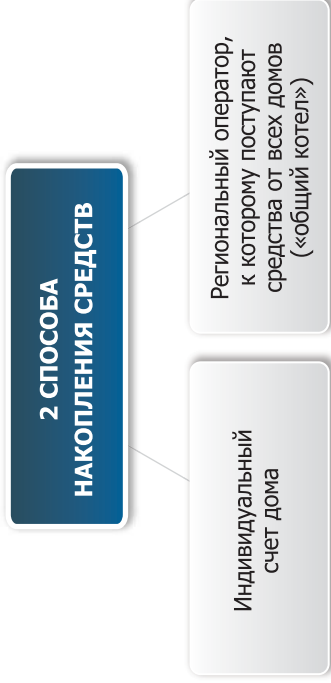 2 СПОСОБА
НАКОПЛЕНИЯ СРЕДСТВ
Индивидуальный
счет дома
Региональный оператор,
к которому поступают
средства от всех домов
(«общий котел»)